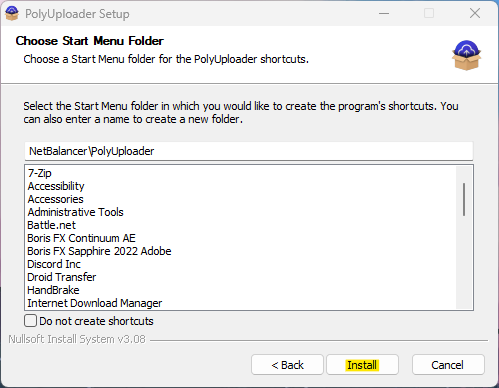 PolyUploader Setup
Choose Start Menu Folder
Choose a Start Menu folder for the PolyUploader shortcuts.
Select the Start Menu folder in which you would like to create the program's shortcuts. You
can also enter a name to create a new folder.
NetBalancer\PolyUploader
7-Zip
Accessibility
Accessories
Administrative Tools
Battle.net
Boris FX Continuum AE
Boris FX Sapphire 2022 Adobe
Discord Inc
Droid Transfer
HandBrake
Internet Download Manager
Do not create shortcuts
Nullsoft Install System v3.08
< Back Install Cancel